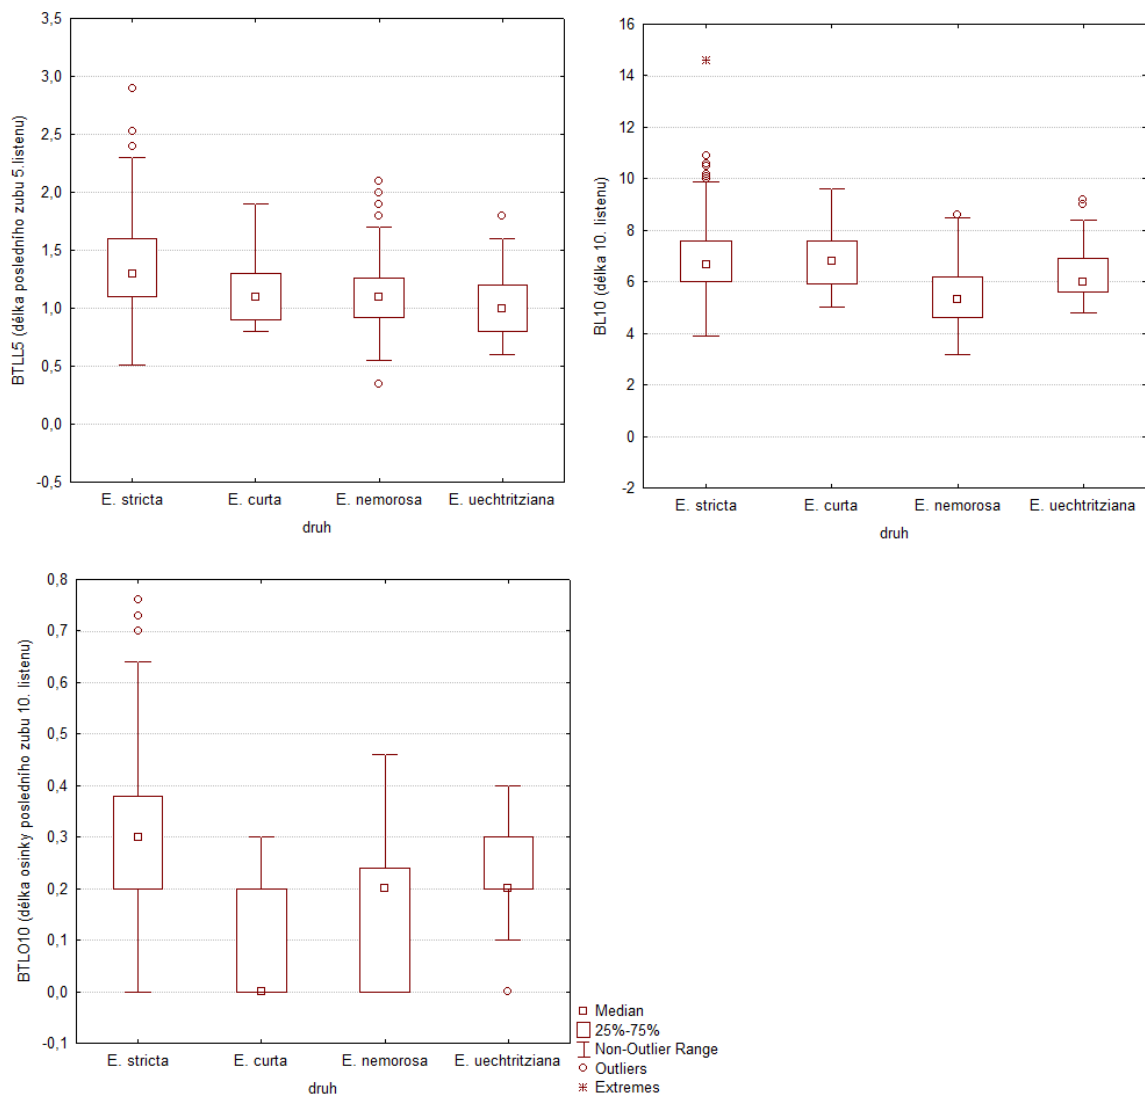 BTLL5 (délka posledního zubu 5.listenu)
3,5
3,0
2,5
2,0
1,5
1,0
0,5
0,0
-0,5
E. stricta
E. curta
E. nemorosa
E. uechtritziana
druh
BL10 (délka 10. listenu)
16
14
12
10
8
6
4
2
0
-2
E. stricta
E. curta
E. nemorosa
E. uechtritziana
druh
BTLO10 (délka osinky posledního zubu 10. listenu)
0,8
0,7
0,6
0,5
0,4
0,3
0,2
0,1
0,0
-0,1
E. stricta
E. curta
E. nemorosa
E. uechtritziana
druh
Median
25%-75%
Non-Outlier Range
Outliers
Extremes